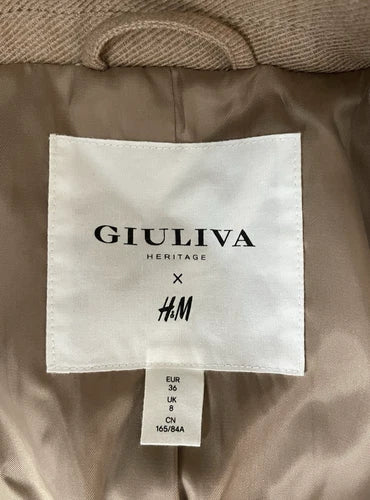 GIULIVA
HERITAGE
X
H&M
EUR
36
UK
8
CN
165/84A